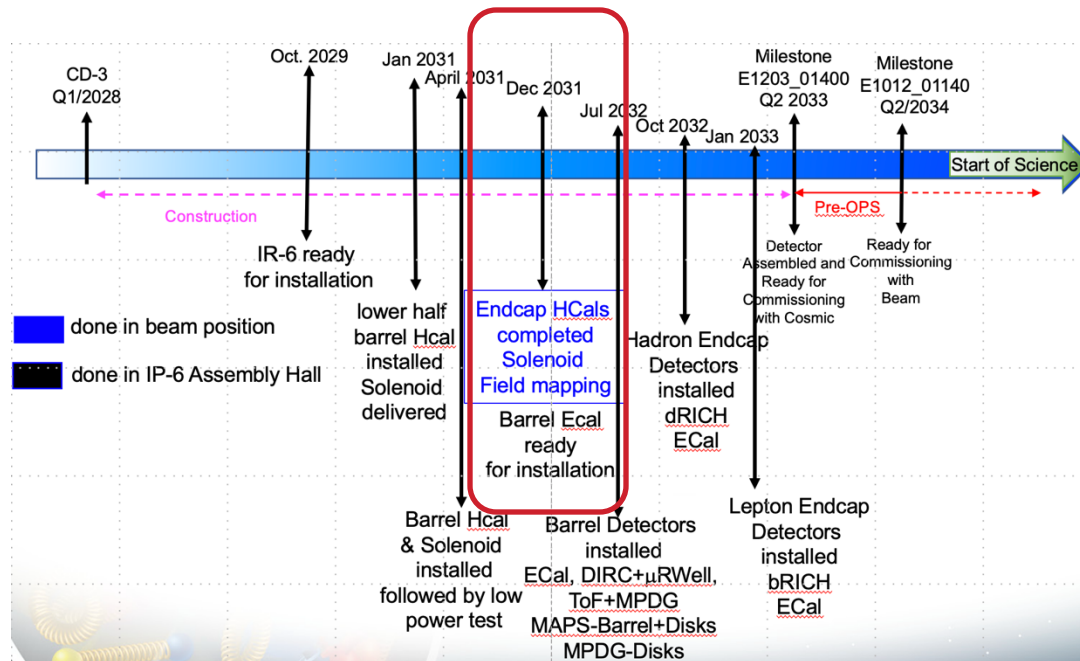 CD-3
Q1/2028
Oct. 2029
Jan 2031
April 2031
Dec 2031
Jul 2032
Oct 2032
Jan 2033
Milestone
E1203_01400
Q2 2033
Milestone
E1012_01140
Q2/2034
Start of Science
Construction
Pre-OPS
IR-6 ready
for installation
lower half
barrel Hcal
installed
Solenoid
delivered
Endcap HCals
completed
Solenoid
Field mapping
Barrel Ecal
ready
for installation
Hadron Endcap
Detectors
installed
dRICH
ECal
Detector
Assembled and
Ready for
Commissioning
with Cosmic
Ready for
Commissioning
with
Beam
done in beam position
done in IP-6 Assembly Hall
Barrel Hcal
& Solenoid
installed
followed by low
power test
Barrel Detectors
installed
ECal, DIRC+µRWell,
ToF+MPDG
MAPS-Barrel+Disks
MPDG-Disks
Lepton Endcap
Detectors
installed
bRICH
ECal